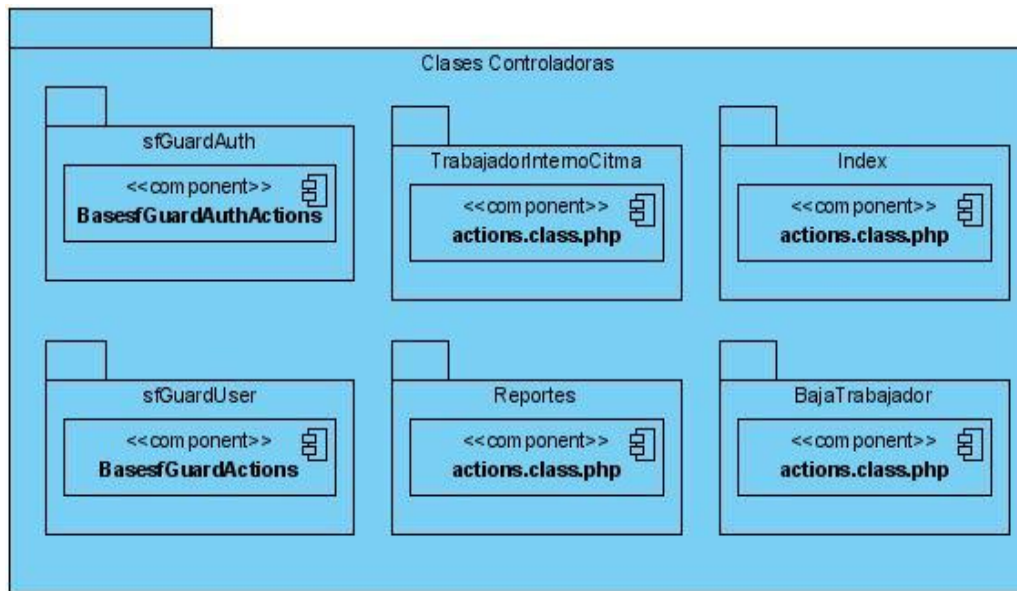 Clases Controladoras
sfGuardAuth
<<component>>
BasesfGuardAuthActions
TrabajadorInternoCitma
<<component>>
actions.class.php
Index
<<component>>
actions.class.php
sfGuardUser
<<component>>
BasesfGuardActions
Reportes
<<component>>
actions.class.php
BajaTrabajador
<<component>>
actions.class.php